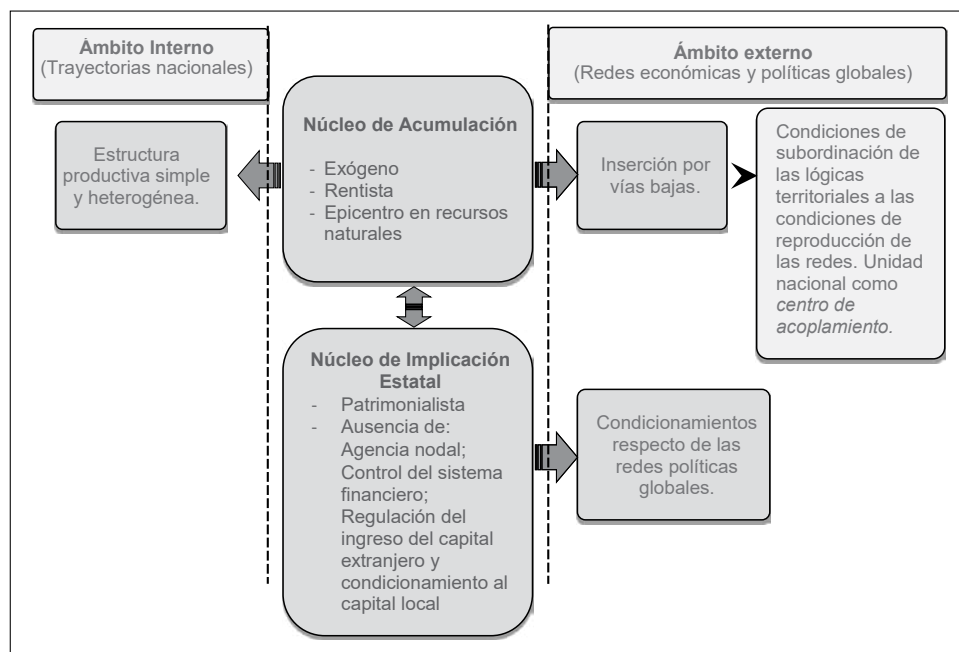 Ámbito Interno
(Trayectorias nacionales)
Ámbito externo
(Redes económicas y políticas globales)
Núcleo de Acumulación
- Exógeno
- Rentista
- Epicentro en recursos
naturales
Estructura
productiva simple
y heterogénea.
Inserción por
vías bajas.
Condiciones de
subordinación de
las lógicas
territoriales a las
condiciones de
reproducción de
las redes. Unidad
nacional como
centro de
acoplamiento.
Núcleo de Implicación
Estatal
- Patrimonialista
- Ausencia de:
Agencia nodal;
Control del sistema
financiero;
Regulación del
ingreso del capital
extranjero y
condicionamiento al
capital local
Condicionamientos
respecto de las
redes políticas
globales.